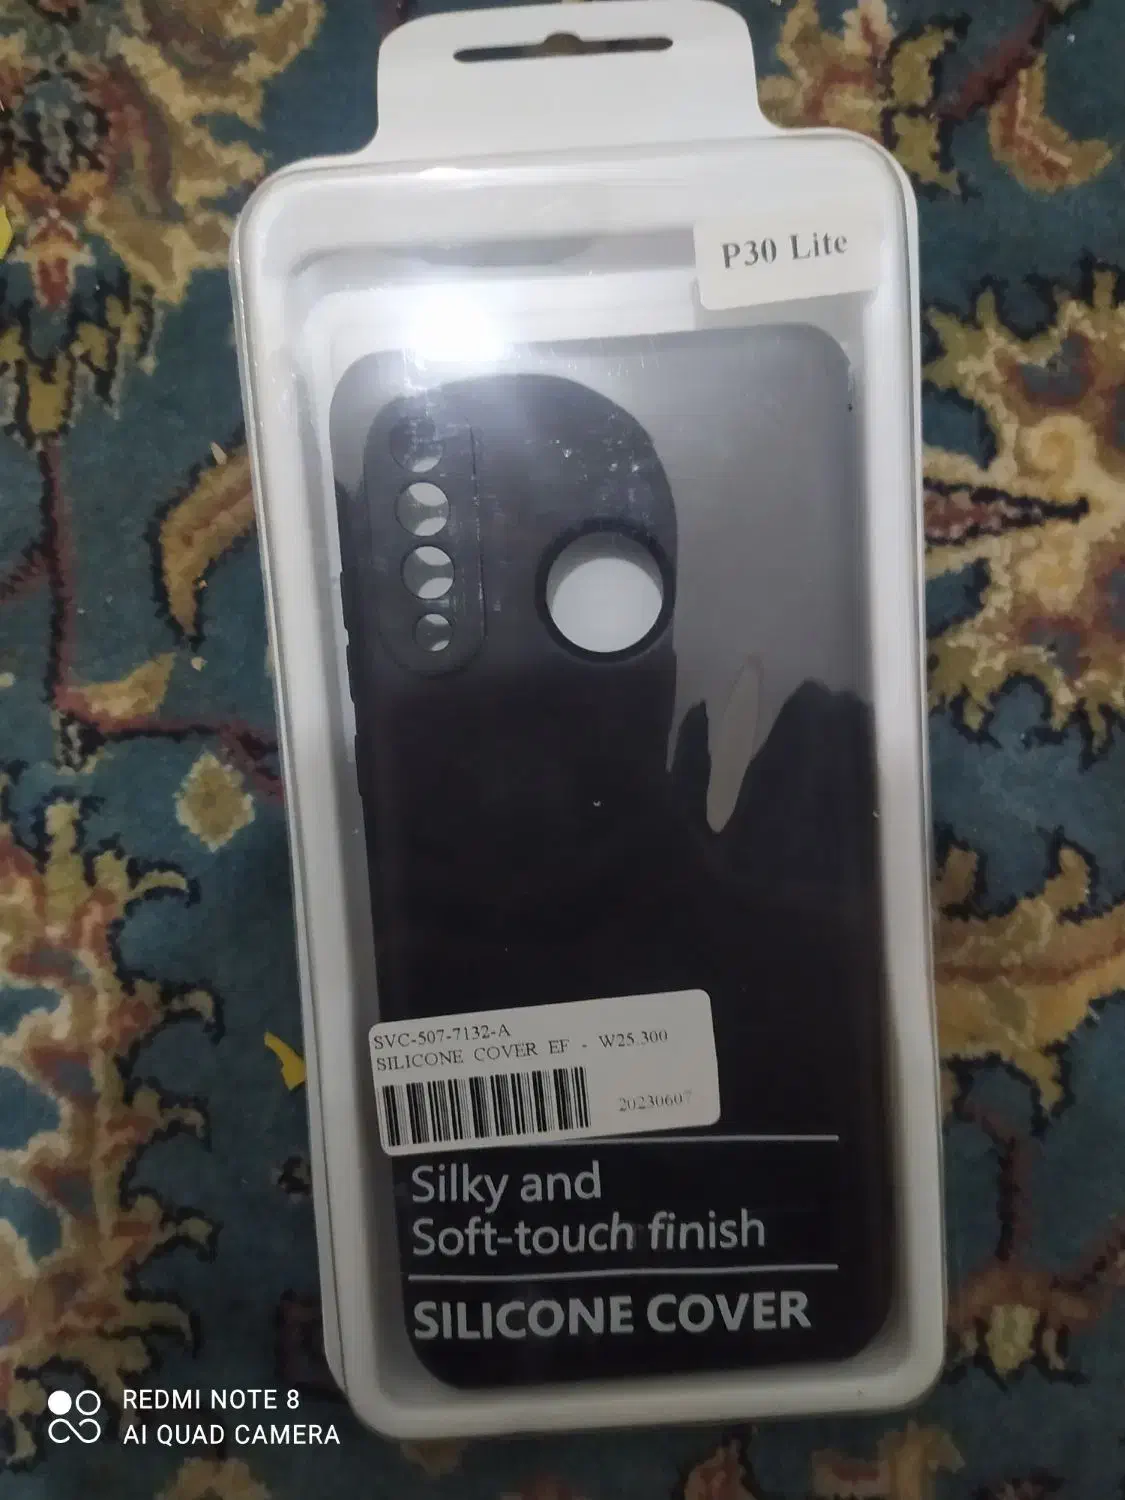 P30 Lite
SVC-507-7132-A
SILICONE COVER EF - W25.300
20230607
Silky and
Soft-touch finish
SILICONE COVER
REDMI NOTE 8
AI QUAD CAMERA